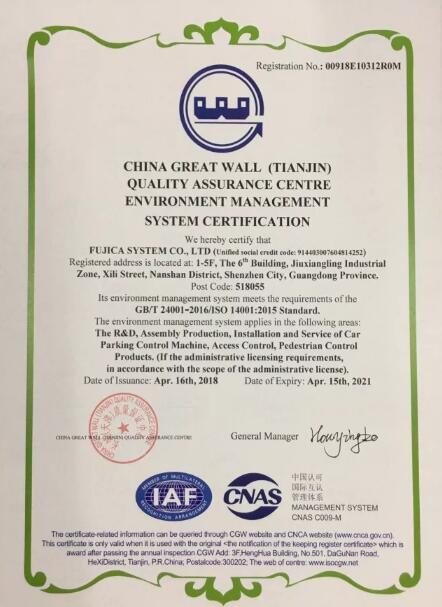 Registration No.: 00918E10312R0M
CHINA GREAT WALL (TIANJIN)
QUALITY ASSURANCE CENTRE
ENVIRONMENT MANAGEMENT
SYSTEM CERTIFICATION
We hereby certify that
FUJICA SYSTEM CO., LTD (Unified social credit code: 914403007604814252)
Registered address is located at: 1-5F, The 6th Building, Jiuxiangling Industrial
Zone, Xili Street, Nanshan District, Shenzhen City, Guangdong Province.
Post Code: 518055
Its environment management system meets the requirements of the
GB/T 24001-2016/ISO 14001:2015 Standard.
The environment management system applies in the following areas:
The R&D, Assembly Production, Installation and Service of Car
Parking Control Machine, Access Control, Pedestrian Control
Products. (If the administrative licensing requirements,
in accordance with the scope of the administrative license).
Date of Issuance: Apr. 16th, 2018 Date of Expiry: Apr. 15th, 2021
CHINA GREAT WALL (TIANJIN) QUALITY ASSURANCE CENTRE
General Manager
MEMBER OF MULTILATERAL
IAF
RECOGNITION ARRANGEMENT
CNAS
中国认可
国际互认
管理体系
MANAGEMENT SYSTEM
CNAS C009-M
The certificate-related information can be queried through CGW website and CNCA website (www.cnca.gov.cn).
This certificate is only valid when it is used with the original <the notification of the keeping register certificate> which is
award after passing the annual inspection CGW Add: 3F,HengHua Building, No.501, DaGuNan Road,
HeXiDistrict, Tianjin, P.R.China; Postalcode:300202; The web of centre: www.isocgw.net